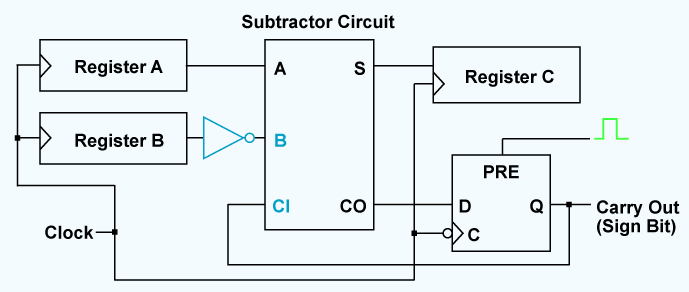 Subtractor Circuit
Register A
A
S
Register C
Register B
B
PRE
CI
CO
D
Q
Carry Out
(Sign Bit)
Clock
C